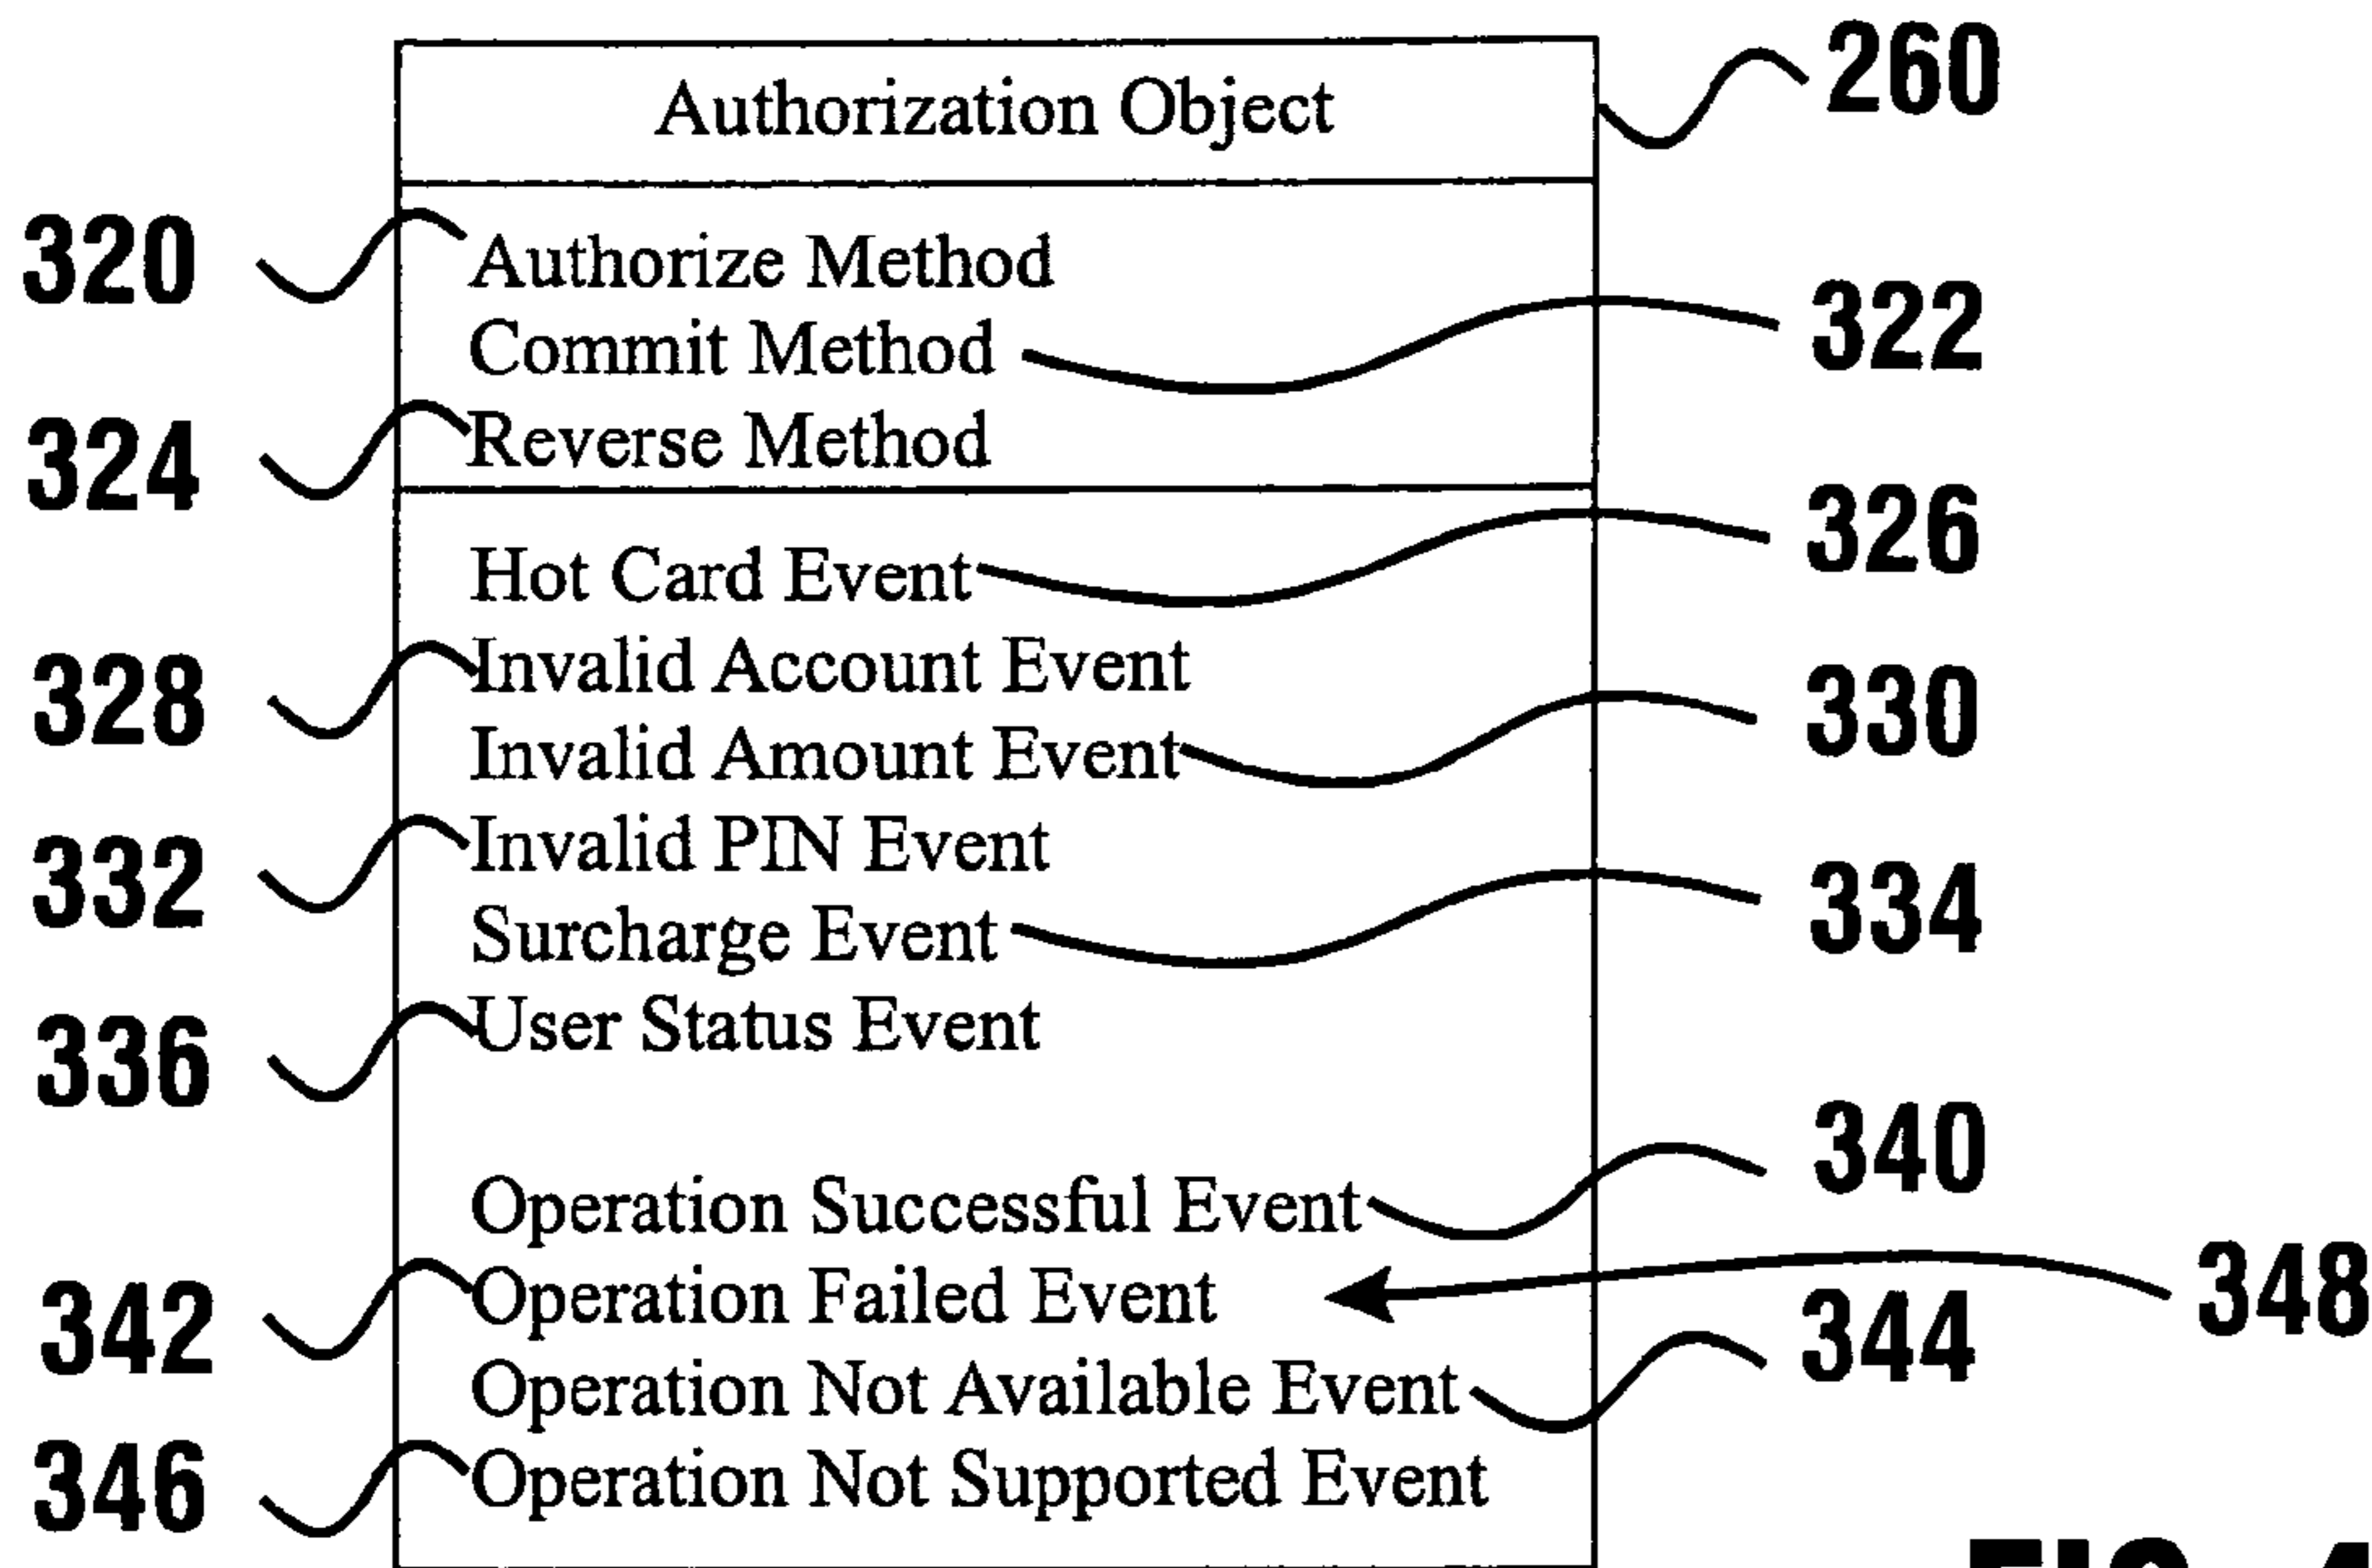 Authorization Object
260
320
Authorize Method
322
Commit Method
324
Reverse Method
326
Hot Card Event
328
Invalid Account Event
330
Invalid Amount Event
332
Invalid PIN Event
334
Surcharge Event
336
User Status Event
340
Operation Successful Event
348
342
Operation Failed Event
344
Operation Not Available Event
346
Operation Not Supported Event